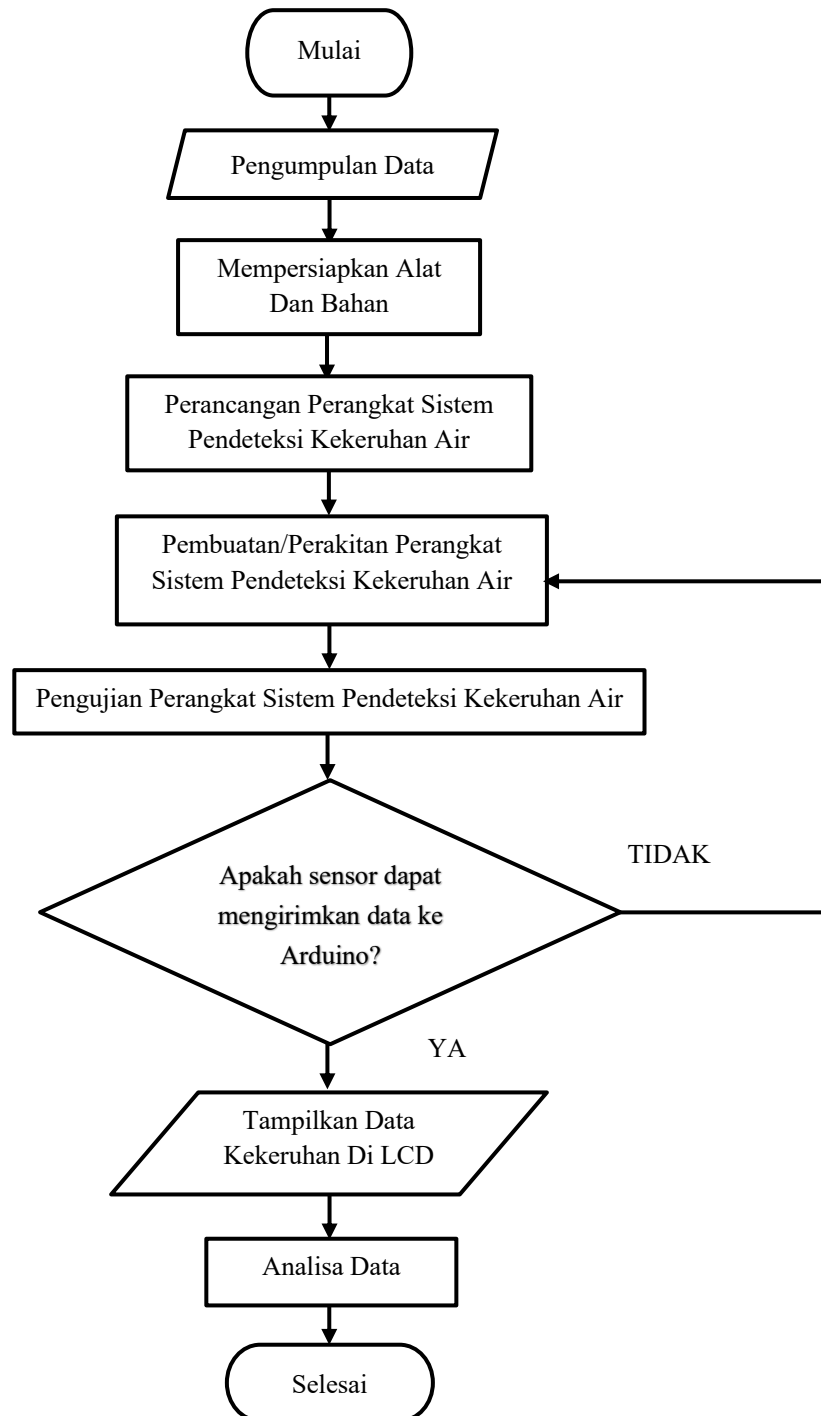 Mulai
Pengumpulan Data
Mempersiapkan Alat
Dan Bahan
Perancangan Perangkat Sistem
Pendeteksi Kekeruhan Air
Pembuatan/Perakitan Perangkat
Sistem Pendeteksi Kekeruhan Air
Pengujian Perangkat Sistem Pendeteksi Kekeruhan Air
Apakah sensor dapat
mengirimkan data ke
Arduino?
TIDAK
YA
Tampilkan Data
Kekeruhan Di LCD
Analisa Data
Selesai